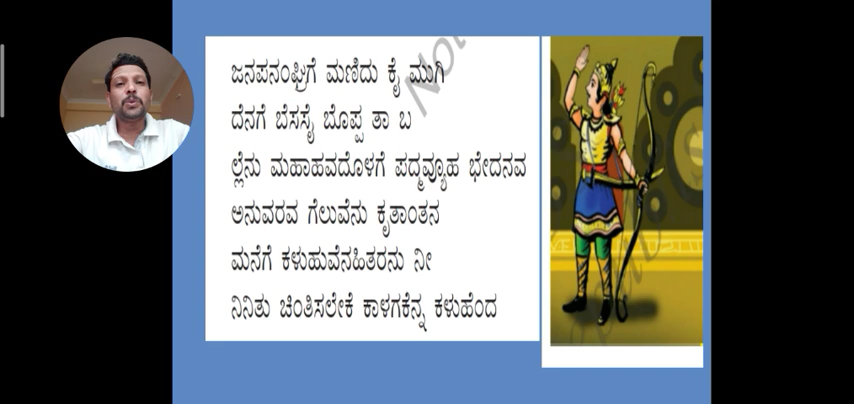 ಜನಪನಂಘ್ರಿಗೆ ಮಣಿದು ಕೈ ಮುಗಿ
ದೆನಗೆ ಬೆಸಸೈ ಬೊಪ್ಪ ತಾ ಬ
ಲ್ಲೆನು ಮಹಾಹವದೊಳಗೆ ಪದ್ಮವ್ಯೂಹ ಭೇದನವ
ಅನುವರವ ಗೆಲುವೆನು ಕೃತಾಂತನ
ಮನೆಗೆ ಕಳುಹುವೆನಹಿತರನು ನೀ
ನಿನಿತು ಚಿಂತಿಸಲೇಕೆ ಕಾಳಗಕೆನ್ನ ಕಳುಹೆಂದ